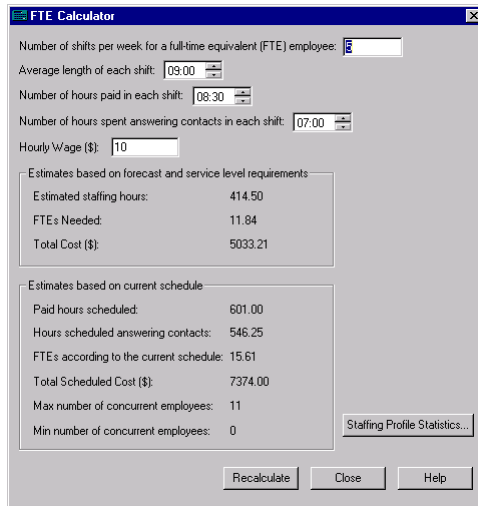 FTE Calculator
Number of shifts per week for a full-time equivalent (FTE) employee: 5
Average length of each shift: 09:00
Number of hours paid in each shift: 08:30
Number of hours spent answering contacts in each shift: 07:00
Hourly Wage ($): 10
Estimates based on forecast and service level requirements
Estimated staffing hours: 414.50
FTEs Needed: 11.84
Total Cost ($): 5033.21
Estimates based on current schedule
Paid hours scheduled: 601.00
Hours scheduled answering contacts: 546.25
FTEs according to the current schedule: 15.61
Total Scheduled Cost ($): 7374.00
Max number of concurrent employees: 11
Min number of concurrent employees: 0
Staffing Profile Statistics...
Recalculate Close Help